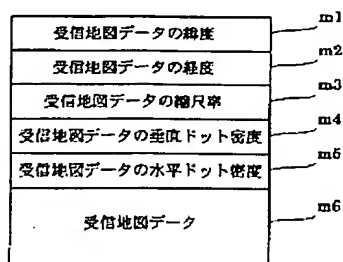 受信地図データの緯度 m1
受信地図データの経度 m2
受信地図データの縮尺率 m3
受信地図データの垂直ドット密度 m4
受信地図データの水平ドット密度 m5
受信地図データ m6